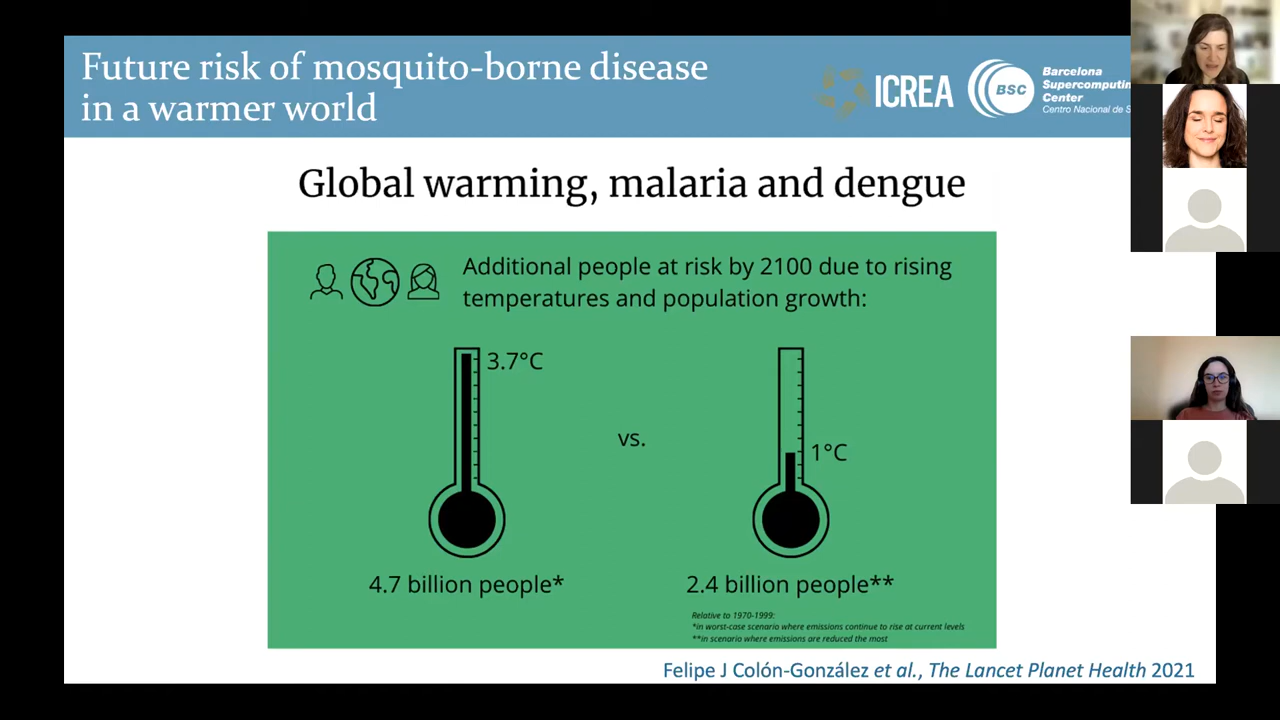 Future risk of mosquito-borne disease
in a warmer world
ICREA
BSC
Barcelona
Supercomputin
Center
Centro Nacional de S
Global warming, malaria and dengue
Additional people at risk by 2100 due to rising
temperatures and population growth:
3.7°C
vs.
1°C
4.7 billion people*
2.4 billion people**
Relative to 1970-1999:
*in worst-case scenario where emissions continue to rise at current levels
**in scenario where emissions are reduced the most
Felipe J Colón-González et al., The Lancet Planet Health 2021